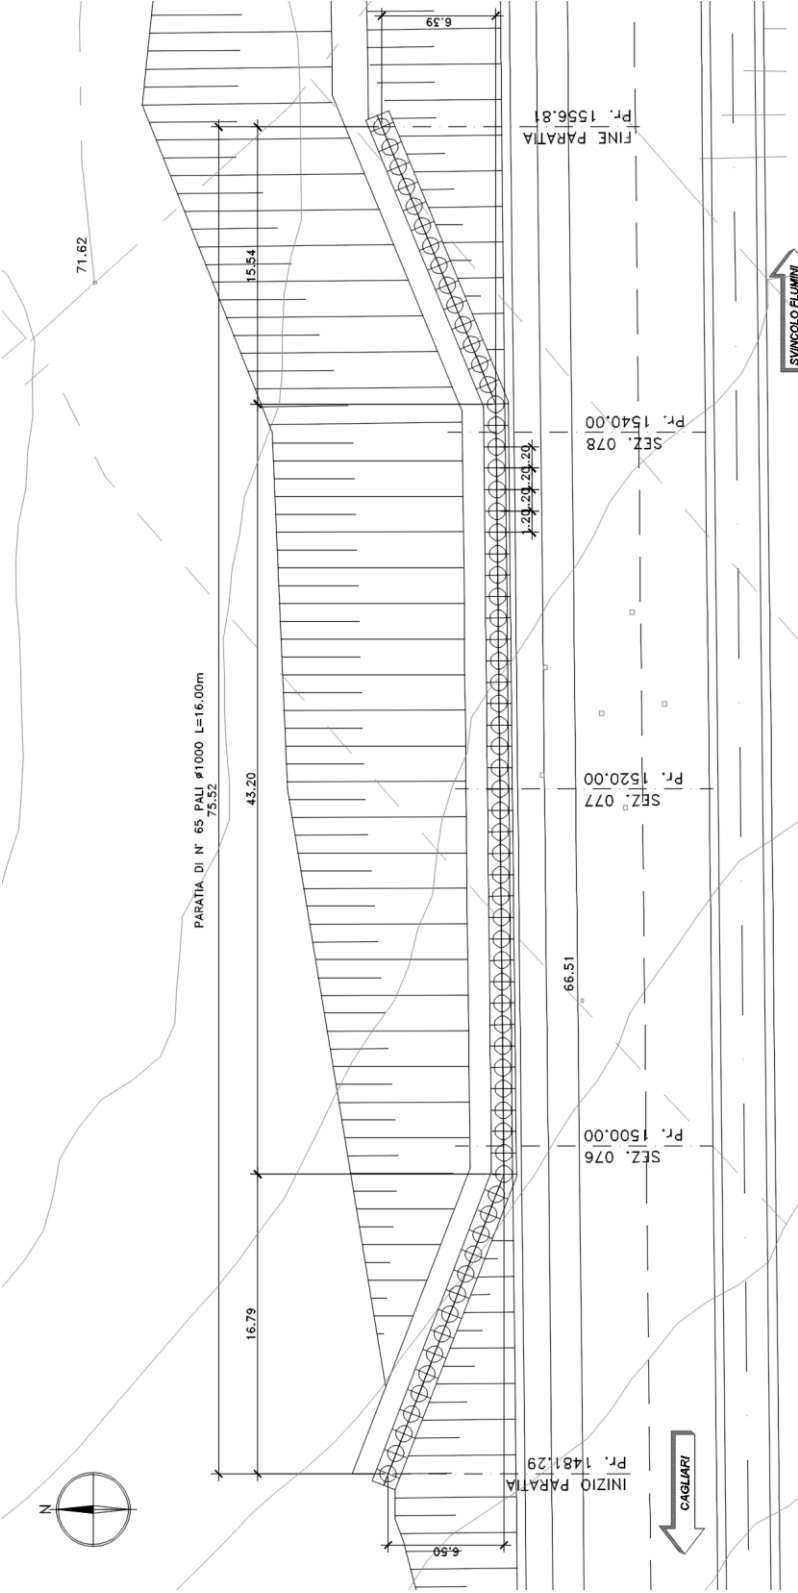 6.39
Pr. 1556.81
FINE PARATIA
71.62
15.54
SVINCOLO FLUMINI
Pr. 1540.00
SEZ. 078
1.20 1.20 1.20 1.20
PARATIA DI N° 65 PALI ø1000 L=16.00m
75.52
43.20
Pr. 1520.00
SEZ. 077
66.51
Pr. 1500.00
SEZ. 076
16.79
Pr. 1481.29
INIZIO PARATIA
N
CAGLIARI
6.50